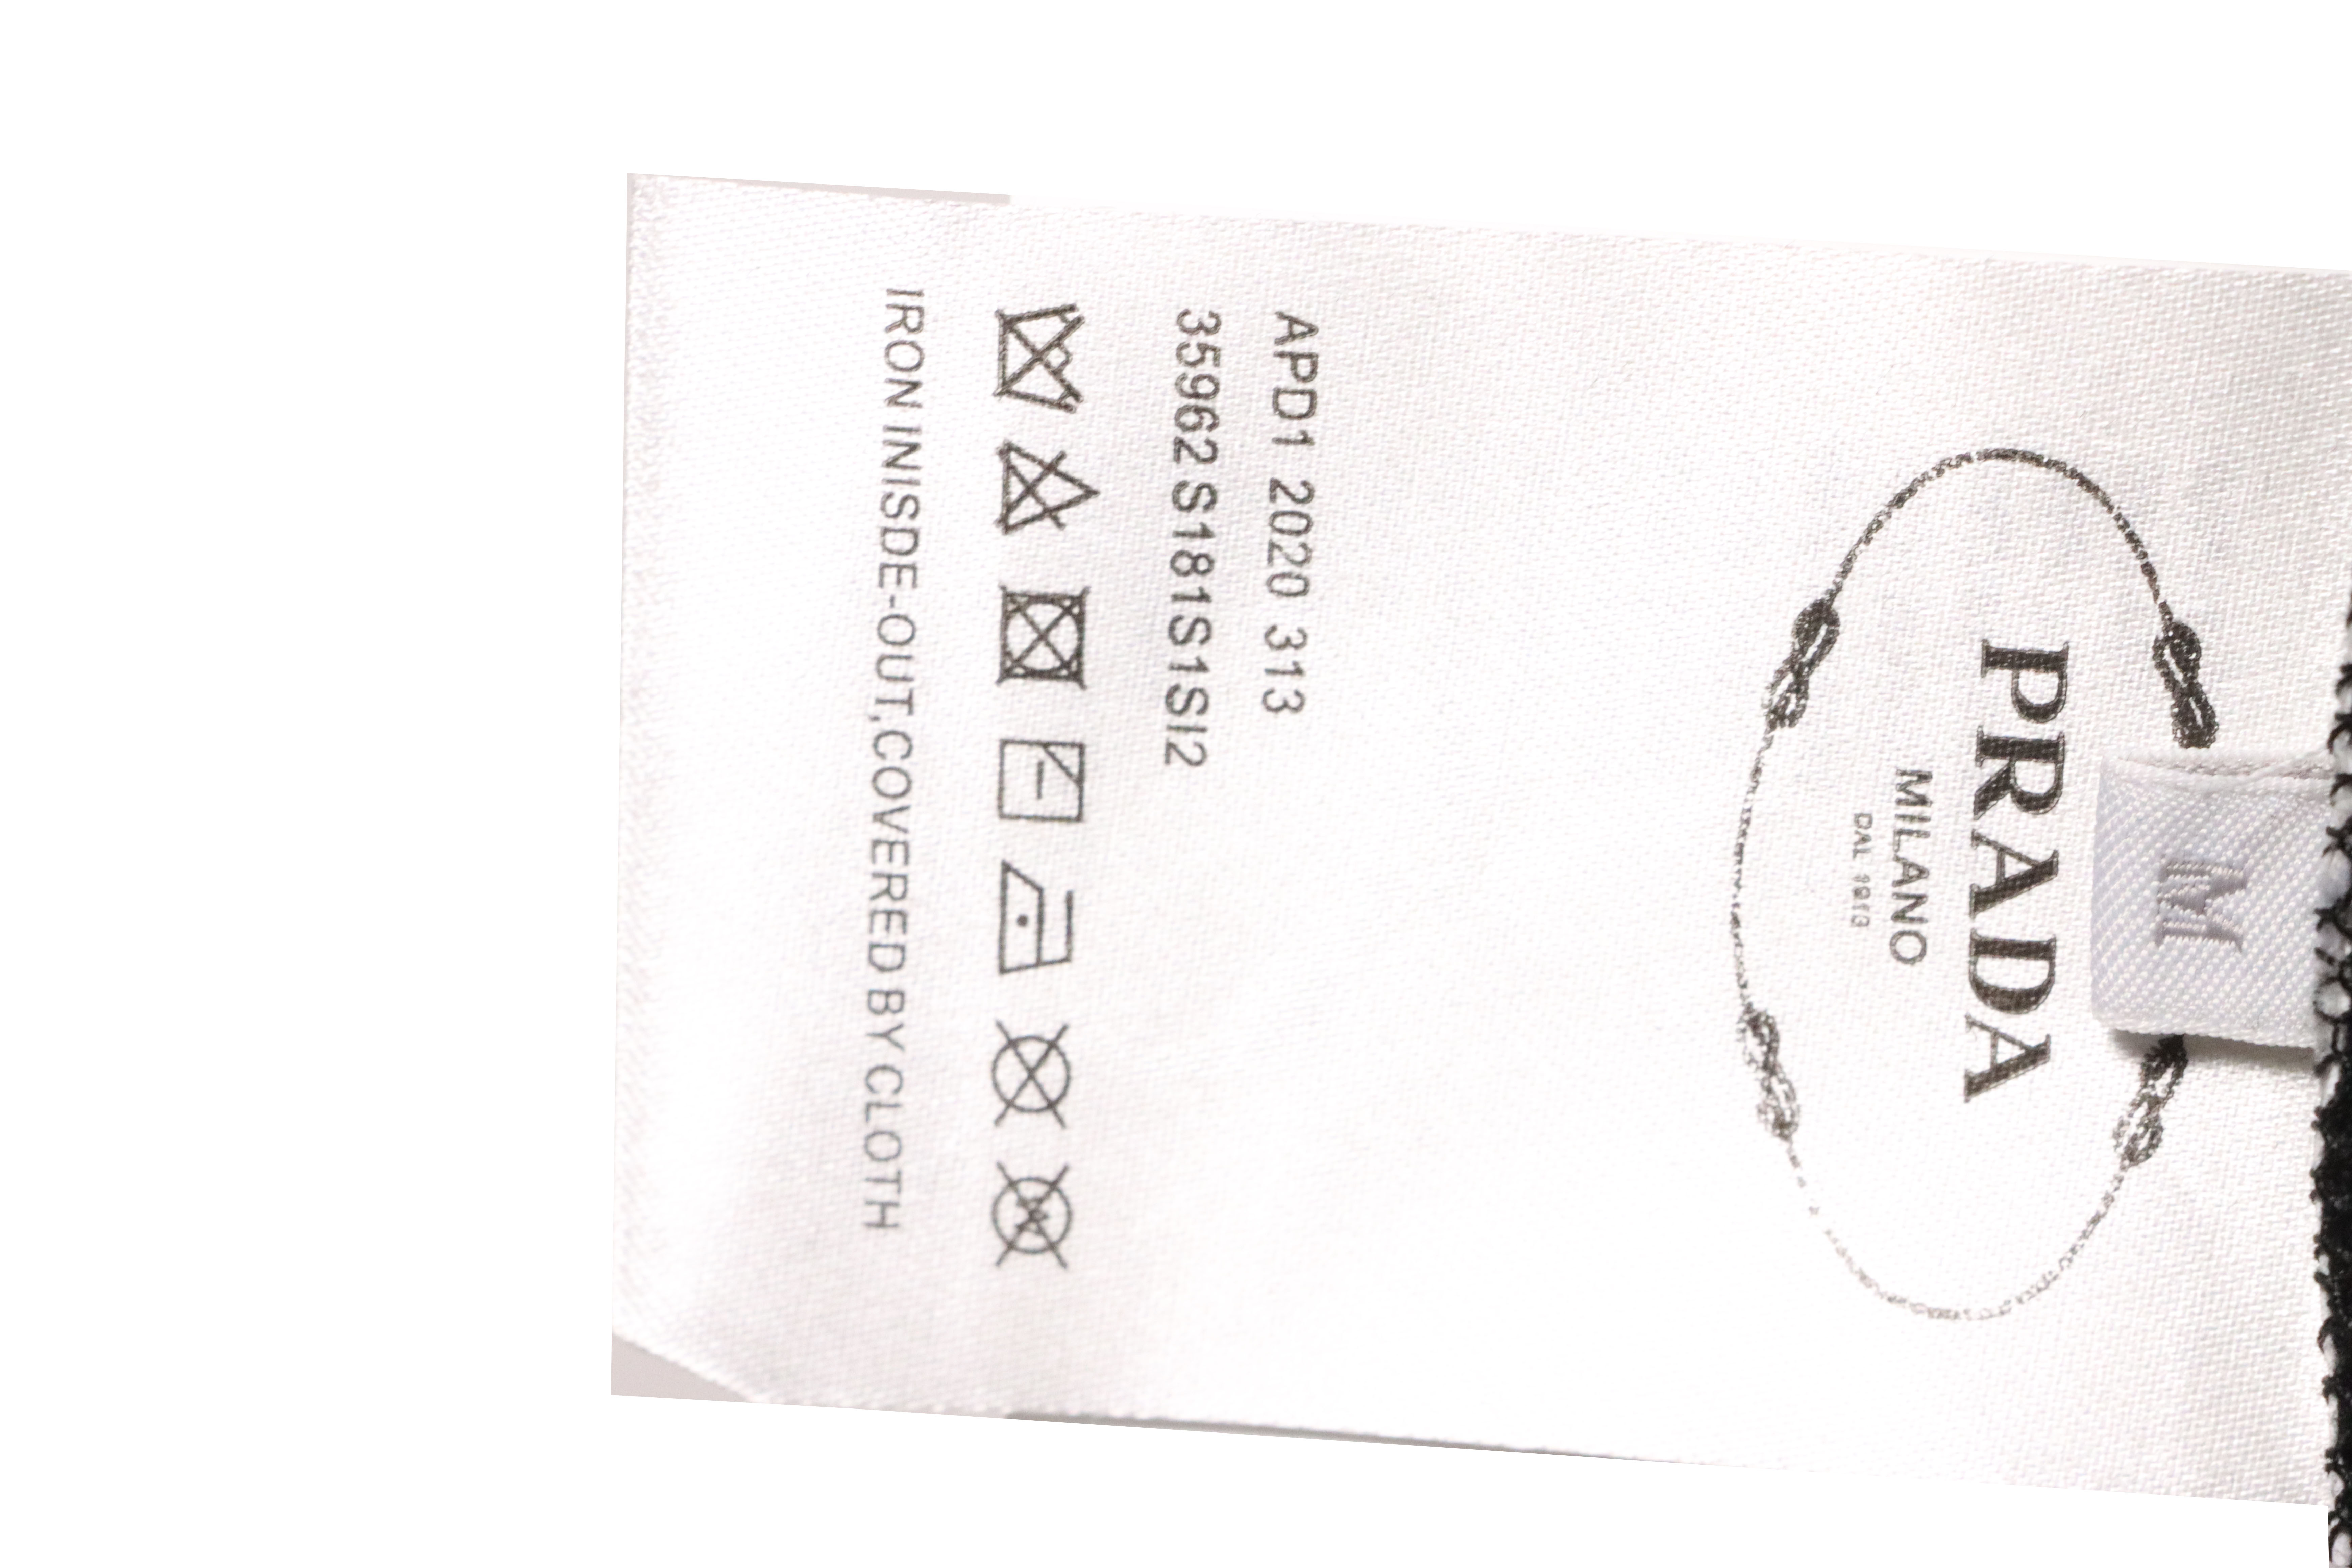 M
PRADA
MILANO
DAL 1913
APD1 2020 313
35962 S181S1SI2
IRON INISDE-OUT,COVERED BY CLOTH